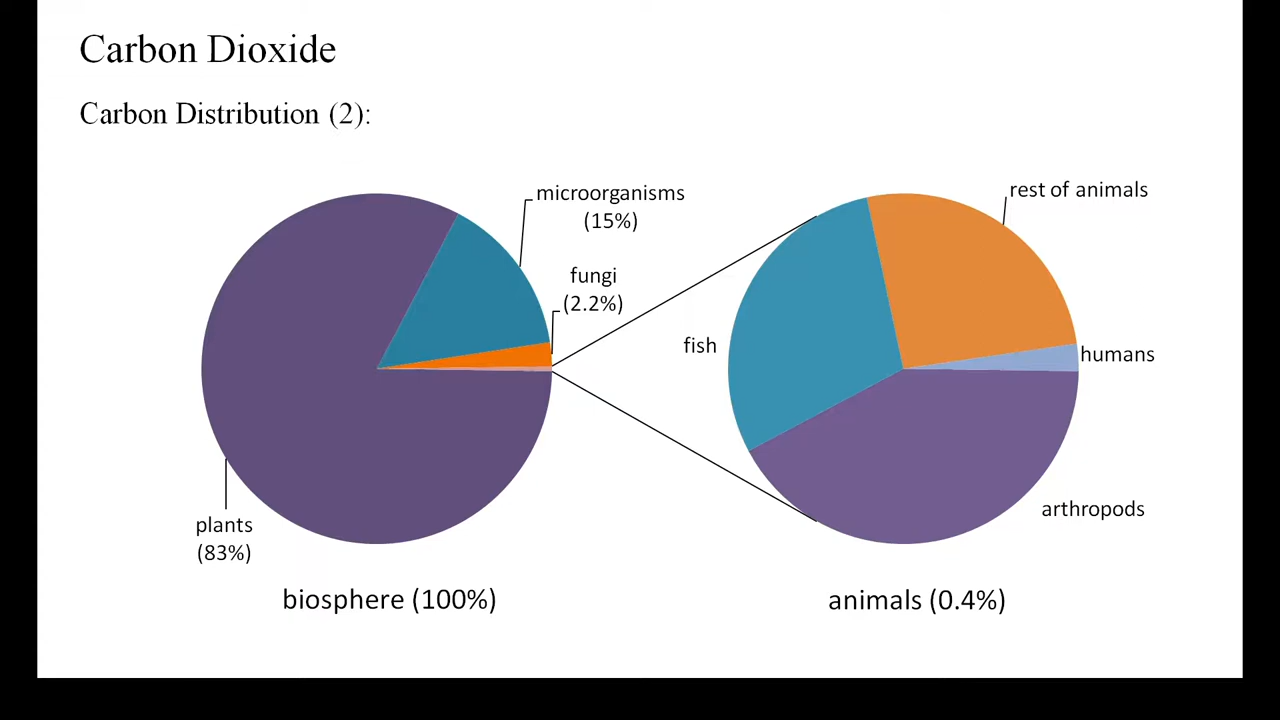 Carbon Dioxide
Carbon Distribution (2):
microorganisms
(15%)
fungi
(2.2%)
plants
(83%)
biosphere (100%)
rest of animals
fish
humans
arthropods
animals (0.4%)